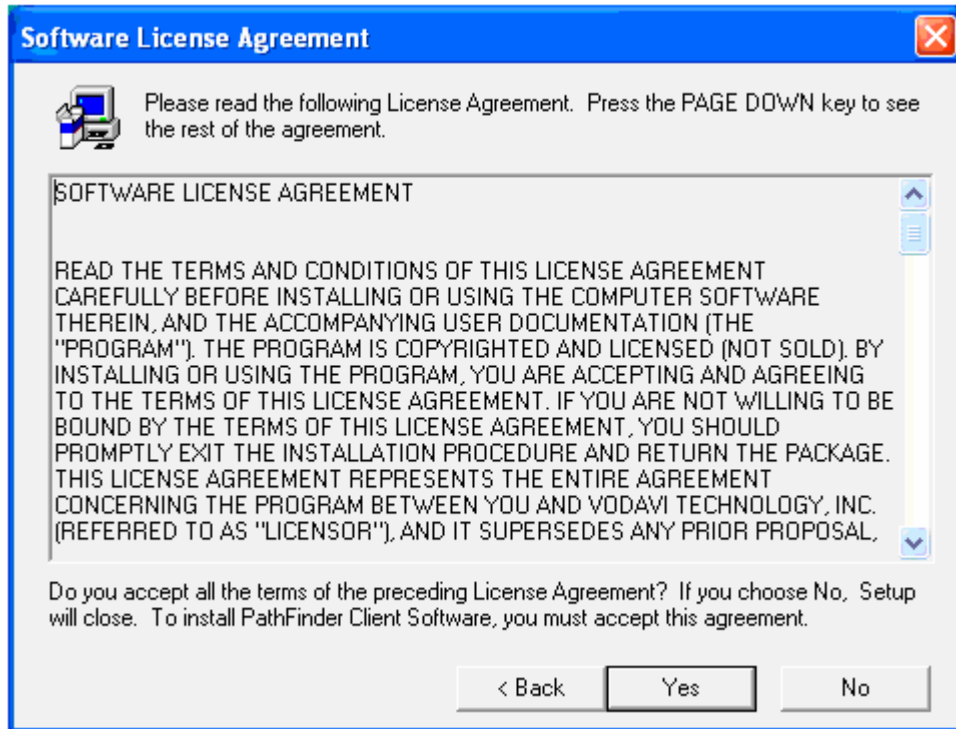 Software License Agreement
Please read the following License Agreement.  Press the PAGE DOWN key to see
the rest of the agreement.
SOFTWARE LICENSE AGREEMENT
READ THE TERMS AND CONDITIONS OF THIS LICENSE AGREEMENT
CAREFULLY BEFORE INSTALLING OR USING THE COMPUTER SOFTWARE
THEREIN, AND THE ACCOMPANYING USER DOCUMENTATION (THE
"PROGRAM"). THE PROGRAM IS COPYRIGHTED AND LICENSED (NOT SOLD). BY
INSTALLING OR USING THE PROGRAM, YOU ARE ACCEPTING AND AGREEING
TO THE TERMS OF THIS LICENSE AGREEMENT. IF YOU ARE NOT WILLING TO BE
BOUND BY THE TERMS OF THIS LICENSE AGREEMENT, YOU SHOULD
PROMPTLY EXIT THE INSTALLATION PROCEDURE AND RETURN THE PACKAGE.
THIS LICENSE AGREEMENT REPRESENTS THE ENTIRE AGREEMENT
CONCERNING THE PROGRAM BETWEEN YOU AND VODAVI TECHNOLOGY, INC.
(REFERRED TO AS "LICENSOR"), AND IT SUPERSEDES ANY PRIOR PROPOSAL,
Do you accept all the terms of the preceding License Agreement?  If you choose No,  Setup
will close.  To install PathFinder Client Software, you must accept this agreement.
< Back
Yes
No